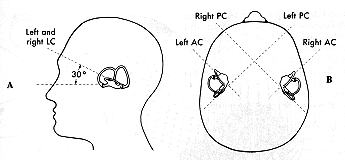 Left and
right LC
30°
A
Right PC
Left PC
Left AC
Right AC
B